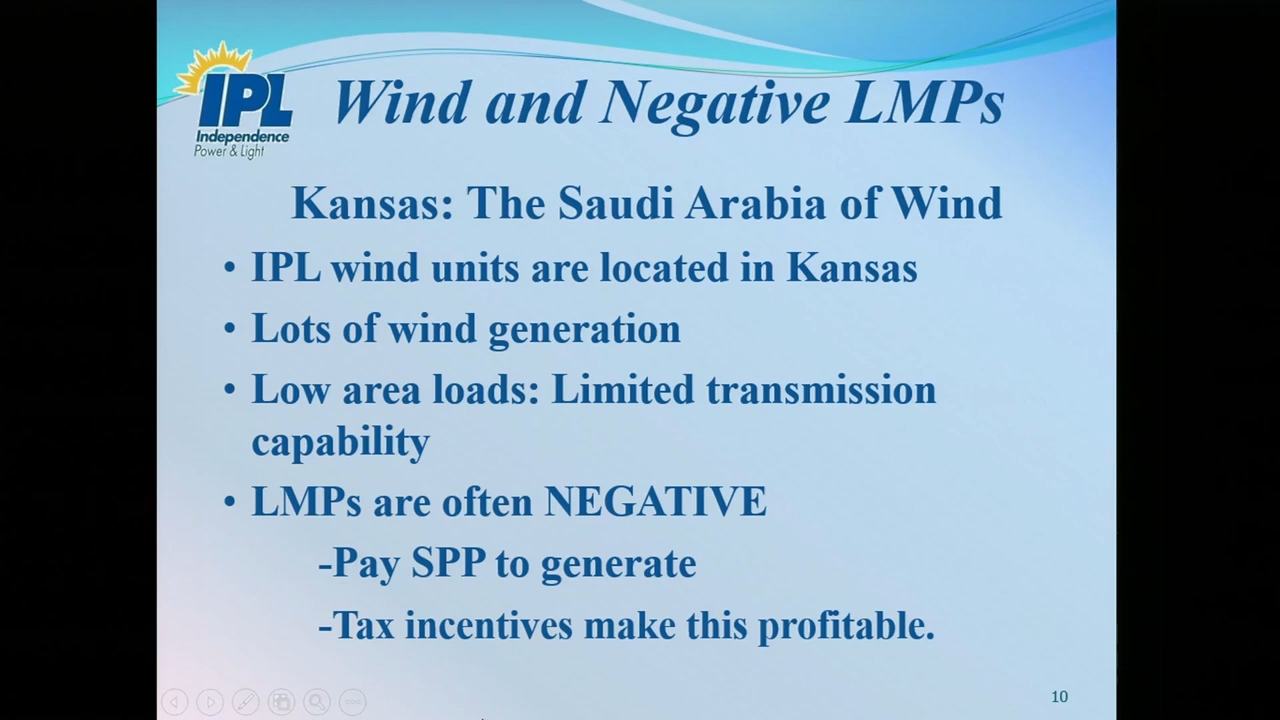 IPL
Independence
Power & Light
Wind and Negative LMPs
Kansas: The Saudi Arabia of Wind
• IPL wind units are located in Kansas
• Lots of wind generation
• Low area loads: Limited transmission
capability
• LMPs are often NEGATIVE
-Pay SPP to generate
-Tax incentives make this profitable.
10